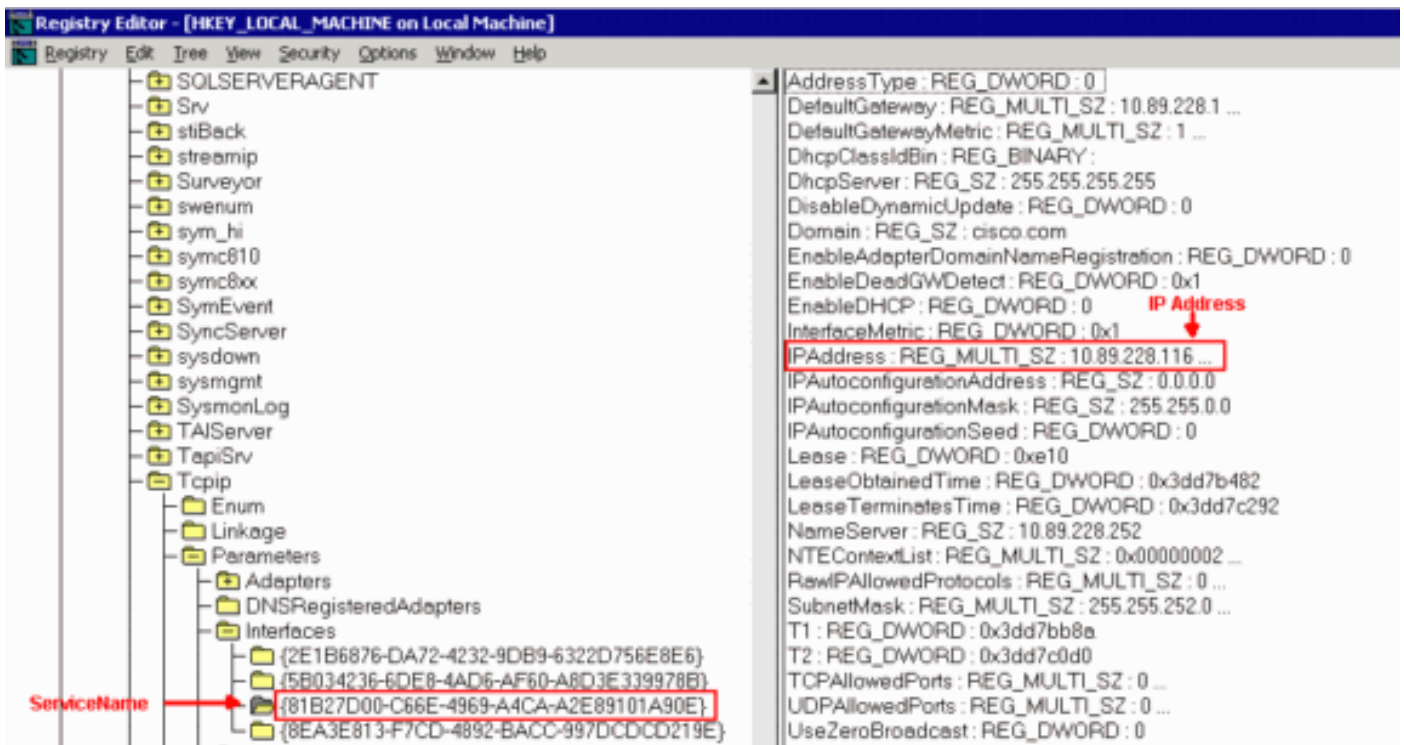 Registry Editor - [HKEY_LOCAL_MACHINE on Local Machine]
Registry Edit Tree View Security Options Window Help
SQLSERVERAGENT
Srv
stiBack
streamip
Surveyor
swenum
sym_hi
symc810
symc8xx
SymEvent
SyncServer
sysdown
sysmgmt
SysmonLog
TAIServer
TapiSrv
Tcpip
Enum
Linkage
Parameters
Adapters
DNSRegisteredAdapters
Interfaces
{2E1B6876-DA72-4232-9DB9-6322D756E8E6}
{5B034236-6DE8-4AD6-AF60-A8D3E339978B}
ServiceName
{81B27D00-C66E-4969-A4CA-A2E89101A90E}
{8EA3E813-F7CD-4892-BACC-997DCDCD219E}
AddressType : REG_DWORD : 0
DefaultGateway : REG_MULTI_SZ : 10.89.228.1 ...
DefaultGatewayMetric : REG_MULTI_SZ : 1 ...
DhcpClassIdBin : REG_BINARY :
DhcpServer : REG_SZ : 255.255.255.255
DisableDynamicUpdate : REG_DWORD : 0
Domain : REG_SZ : cisco.com
EnableAdapterDomainNameRegistration : REG_DWORD : 0
EnableDeadGWDetect : REG_DWORD : 0x1
EnableDHCP : REG_DWORD : 0
IP Address
InterfaceMetric : REG_DWORD : 0x1
IPAddress : REG_MULTI_SZ : 10.89.228.116 ...
IPAutoconfigurationAddress : REG_SZ : 0.0.0.0
IPAutoconfigurationMask : REG_SZ : 255.255.0.0
IPAutoconfigurationSeed : REG_DWORD : 0
Lease : REG_DWORD : 0xe10
LeaseObtainedTime : REG_DWORD : 0x3dd7b482
LeaseTerminatesTime : REG_DWORD : 0x3dd7c292
NameServer : REG_SZ : 10.89.228.252
NTEContextList : REG_MULTI_SZ : 0x00000002 ...
RawIPAllowedProtocols : REG_MULTI_SZ : 0 ...
SubnetMask : REG_MULTI_SZ : 255.255.252.0 ...
T1 : REG_DWORD : 0x3dd7bb8a
T2 : REG_DWORD : 0x3dd7c0d0
TCPAllowedPorts : REG_MULTI_SZ : 0 ...
UDPAllowedPorts : REG_MULTI_SZ : 0 ...
UseZeroBroadcast : REG_DWORD : 0